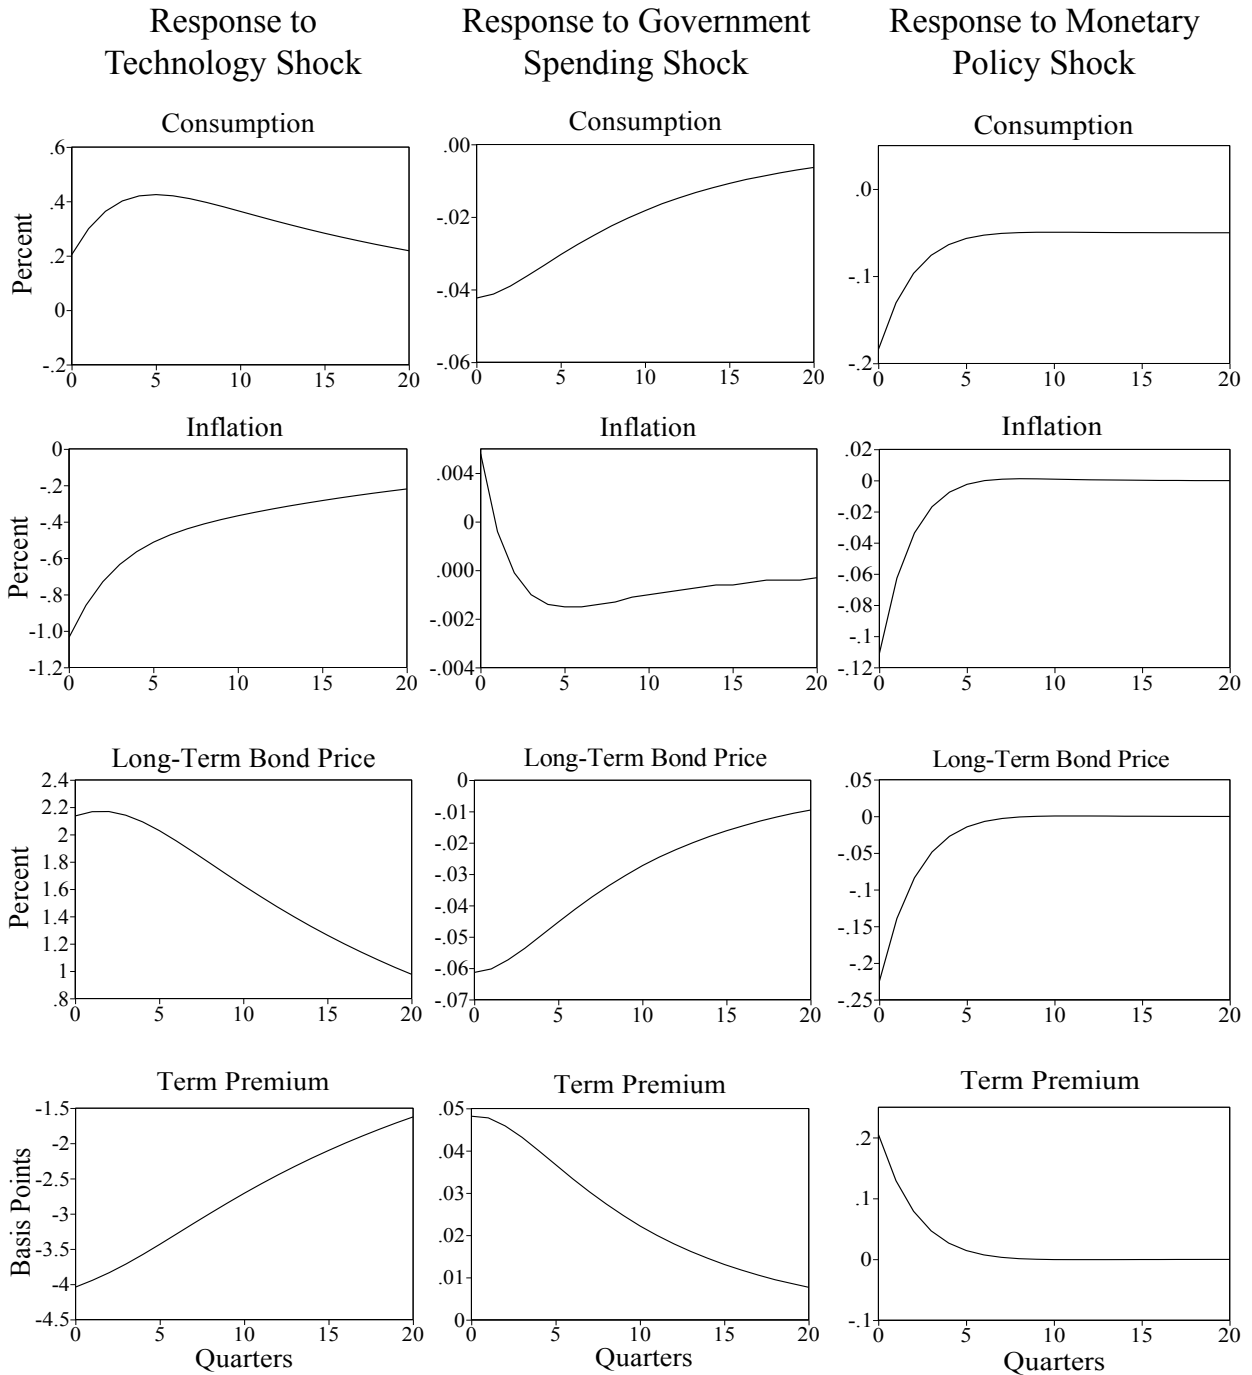 Response to
Technology Shock
Response to Government
Spending Shock
Response to Monetary
Policy Shock
Consumption
.6
.4
.2
0
-.2
Percent
0 5 10 15 20
Consumption
.00
-.02
-.04
-.06
0 5 10 15 20
Consumption
.0
-.1
-.2
0 5 10 15 20
Inflation
0
-.2
-.4
-.6
-.8
-1.0
-1.2
Percent
0 5 10 15 20
Inflation
.004
0
.000
-.002
-.004
0 5 10 15 20
Inflation
.02
0
-.02
-.04
-.06
-.08
-.1
-.12
0 5 10 15 20
Long-Term Bond Price
2.4
2.2
2
1.8
1.6
1.4
1.2
1
.8
Percent
0 5 10 15 20
Long-Term Bond Price
0
-.01
-.02
-.03
-.04
-.05
-.06
-.07
0 5 10 15 20
Long-Term Bond Price
.05
0
-.05
-.1
-.15
-.2
-.25
0 5 10 15 20
Term Premium
-1.5
-2
-2.5
-3
-3.5
-4
-4.5
Basis Points
0 5 10 15 20
Quarters
Term Premium
.05
.04
.03
.02
.01
0
0 5 10 15 20
Quarters
Term Premium
.2
.1
0
-.1
0 5 10 15 20
Quarters